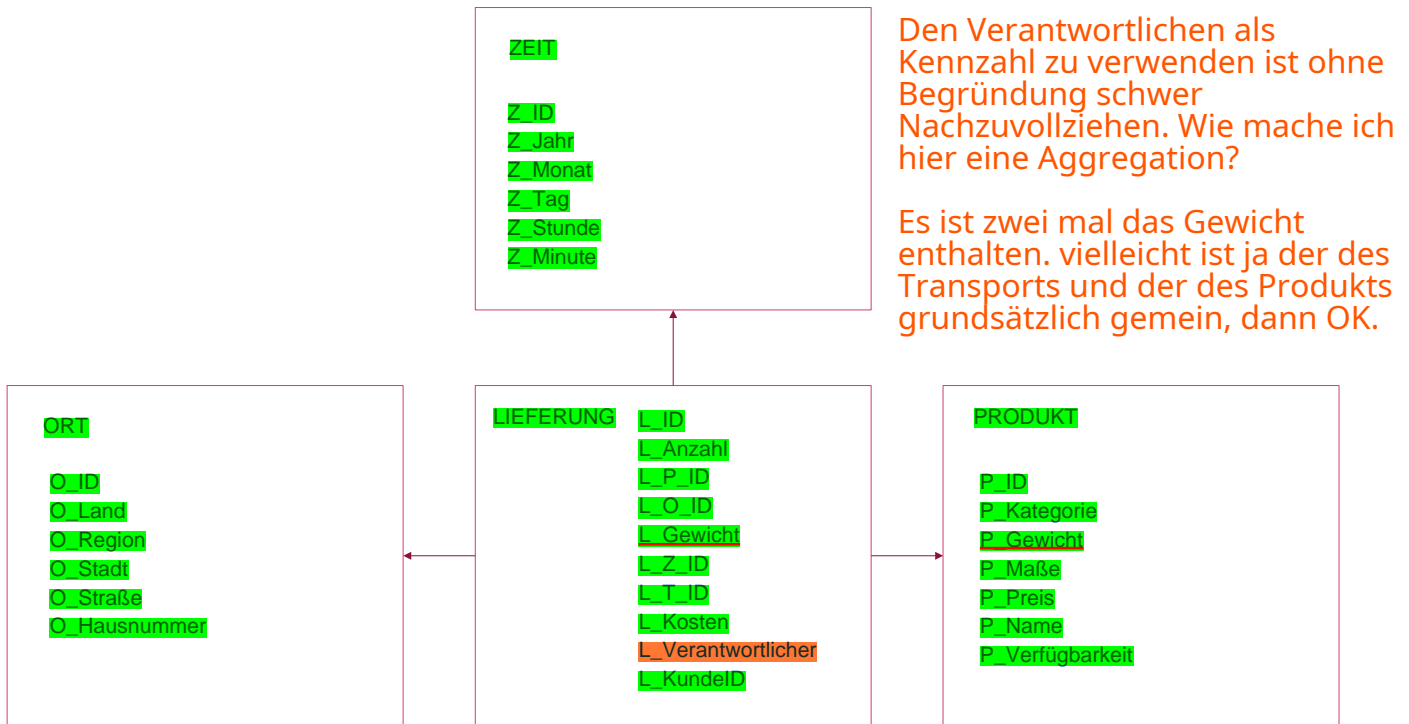 ZEIT
Z_ID
Z_Jahr
Z_Monat
Z_Tag
Z_Stunde
Z_Minute
Den Verantwortlichen als
Kennzahl zu verwenden ist ohne
Begründung schwer
Nachzuvollziehen. Wie mache ich
hier eine Aggregation?
Es ist zwei mal das Gewicht
enthalten. vielleicht ist ja der des
Transports und der des Produkts
grundsätzlich gemein, dann OK.
ORT
O_ID
O_Land
O_Region
O_Stadt
O_Straße
O_Hausnummer
LIEFERUNG
L_ID
L_Anzahl
L_P_ID
L_O_ID
L_Gewicht
L_Z_ID
L_T_ID
L_Kosten
L_Verantwortlicher
L_KundeID
PRODUKT
P_ID
P_Kategorie
P_Gewicht
P_Maße
P_Preis
P_Name
P_Verfügbarkeit